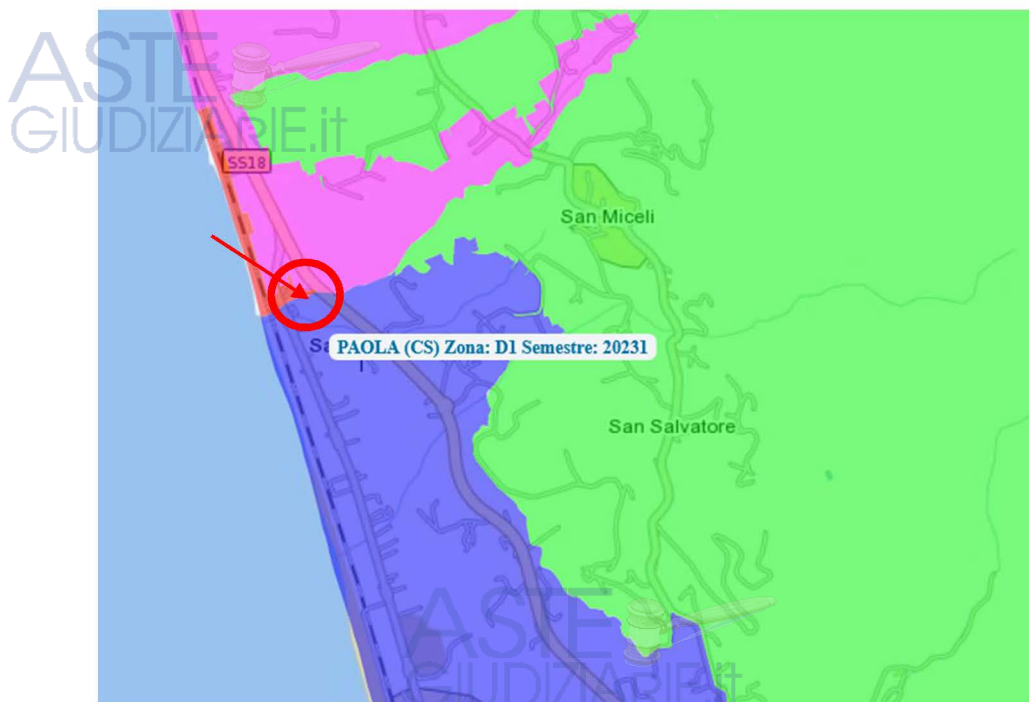 ASTE
GIUDIZIARIE.it
SS18
San Miceli
PAOLA (CS) Zona: D1 Semestre: 20231
San Salvatore
ASTE
GIUDIZIARIE.it